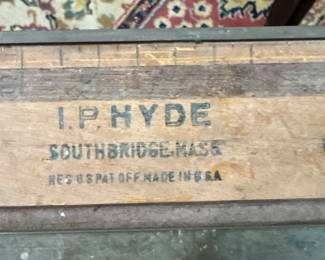 I.P. HYDE
SOUTHBRIDGE, MASS.
REG U S PAT OFF. MADE IN U.S.A.